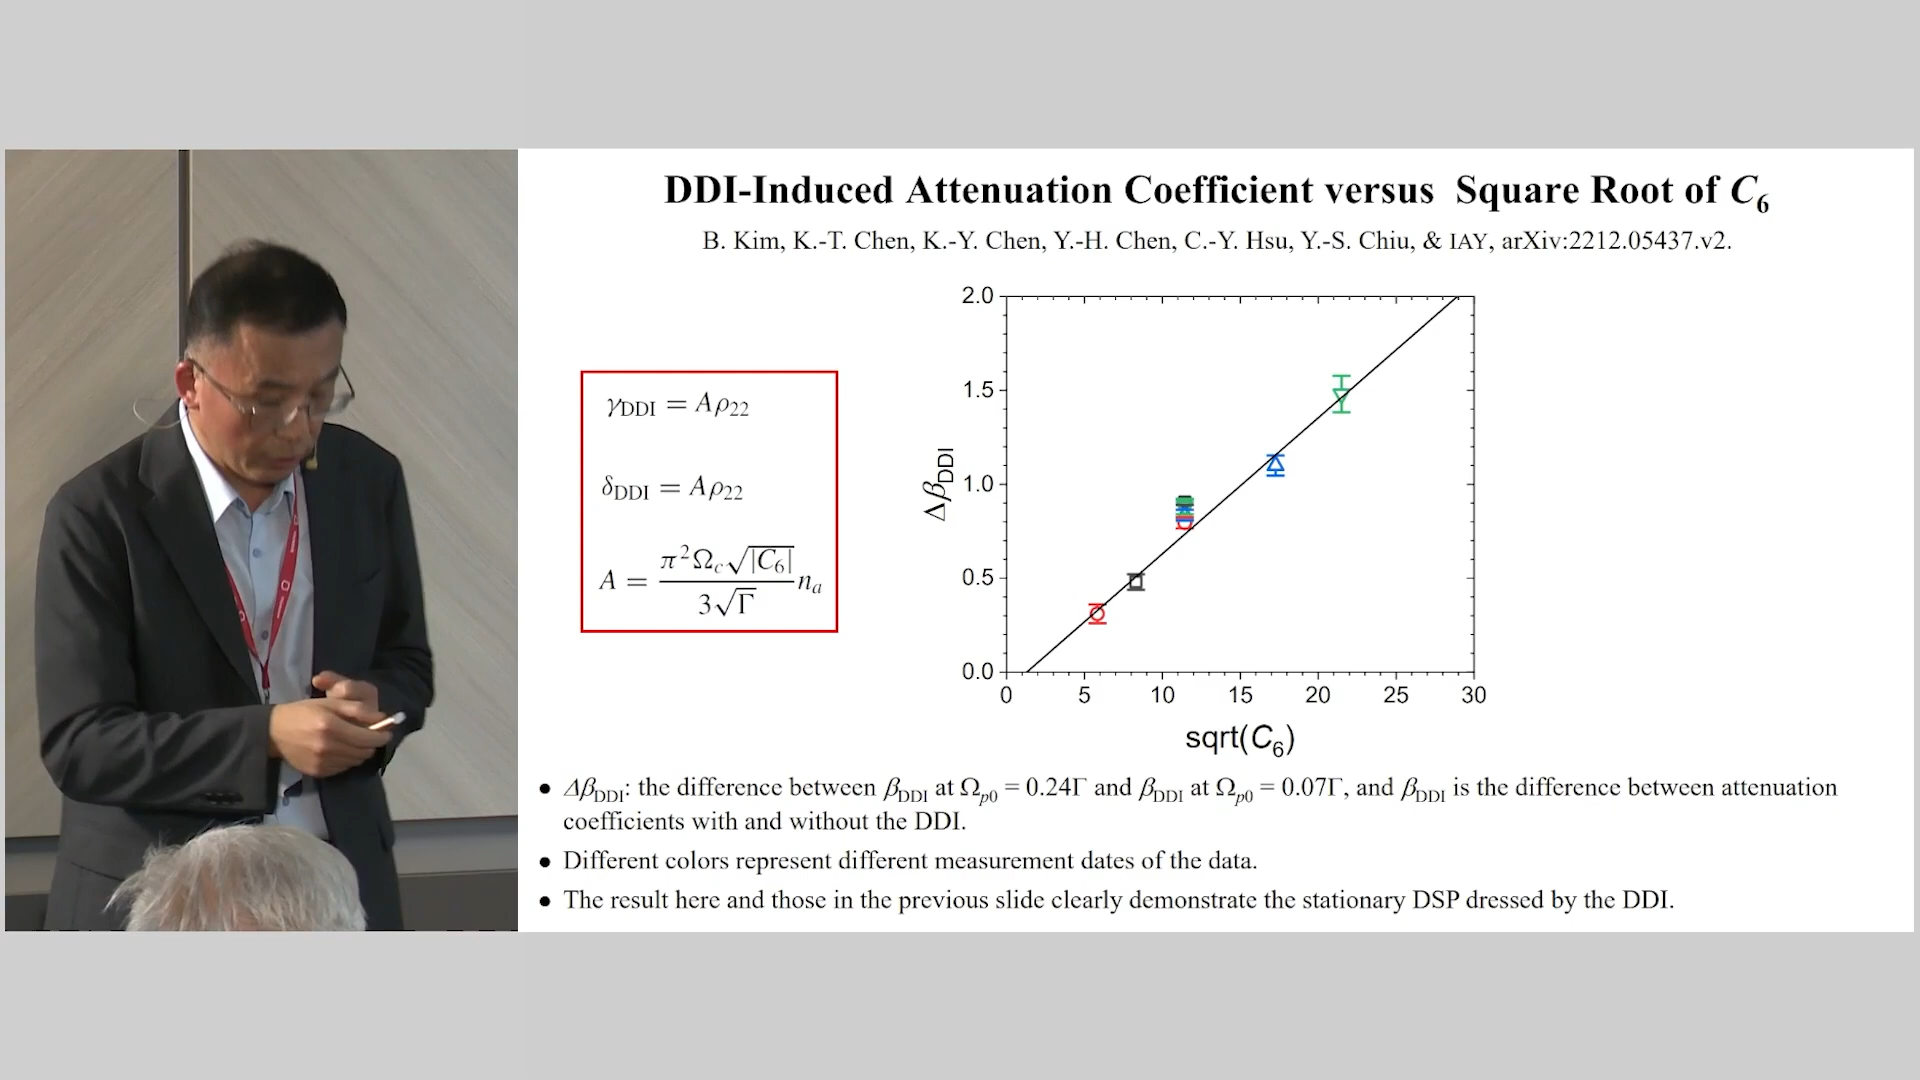 DDI-Induced Attenuation Coefficient versus Square Root of C₆
B. Kim, K.-T. Chen, K.-Y. Chen, Y.-H. Chen, C.-Y. Hsu, Y.-S. Chiu, & IAY, arXiv:2212.05437.v2.
γ_DDI = Aρ₂₂
δ_DDI = Aρ₂₂
A = π²Ω_c√|C₆| / 3√Γ n_a
2.0
1.5
1.0
0.5
0.0
Δβ_DDI
0 5 10 15 20 25 30
sqrt(C₆)
• Δβ_DDI: the difference between β_DDI at Ω_p0 = 0.24Γ and β_DDI at Ω_p0 = 0.07Γ, and β_DDI is the difference between attenuation
coefficients with and without the DDI.
• Different colors represent different measurement dates of the data.
• The result here and those in the previous slide clearly demonstrate the stationary DSP dressed by the DDI.